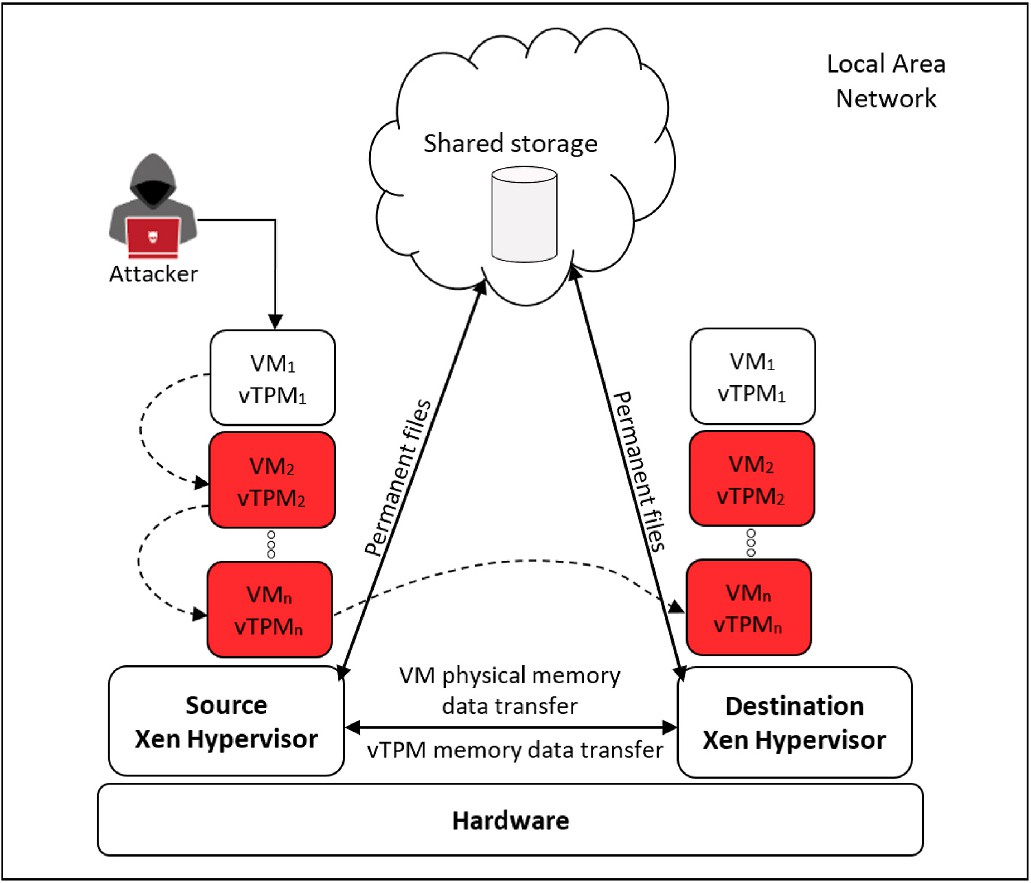 Local Area
Network
Shared storage
Attacker
VM₁
vTPM₁
VM₂
vTPM₂
VMₙ
vTPMₙ
Permanent files
Permanent files
VM₁
vTPM₁
VM₂
vTPM₂
VMₙ
vTPMₙ
Source
Xen Hypervisor
VM physical memory
data transfer
vTPM memory data transfer
Destination
Xen Hypervisor
Hardware